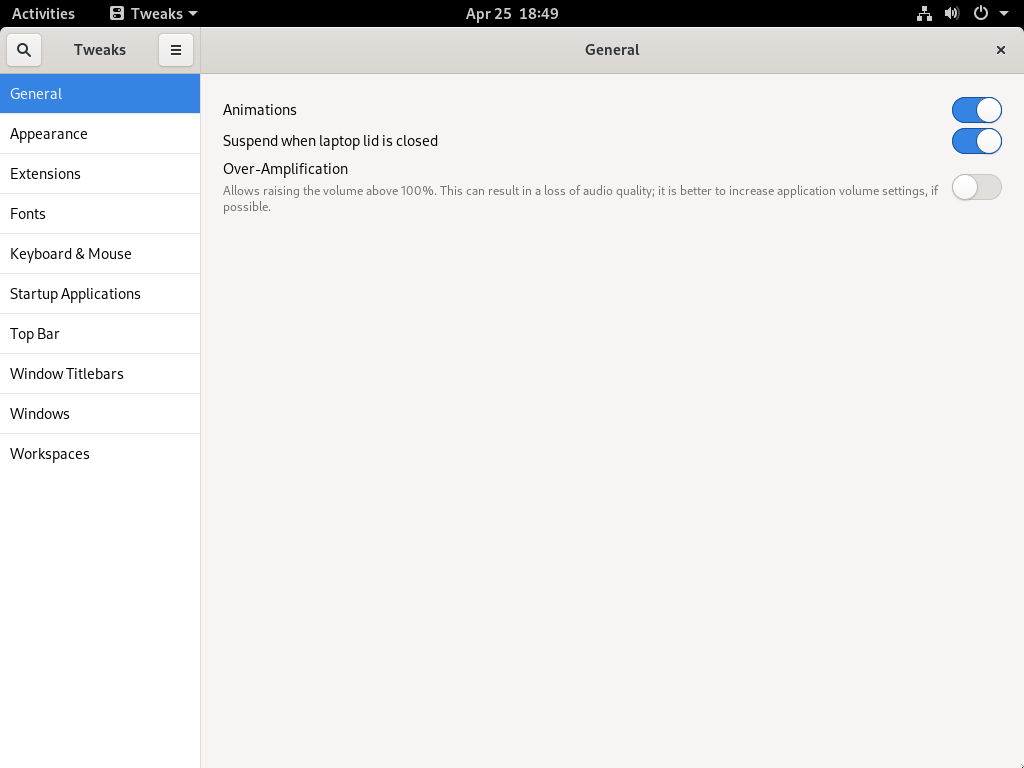 Activities
Tweaks
Apr 25 18:49
Tweaks
General
General
Appearance
Extensions
Fonts
Keyboard & Mouse
Startup Applications
Top Bar
Window Titlebars
Windows
Workspaces
Animations
Suspend when laptop lid is closed
Over-Amplification
Allows raising the volume above 100%. This can result in a loss of audio quality; it is better to increase application volume settings, if
possible.